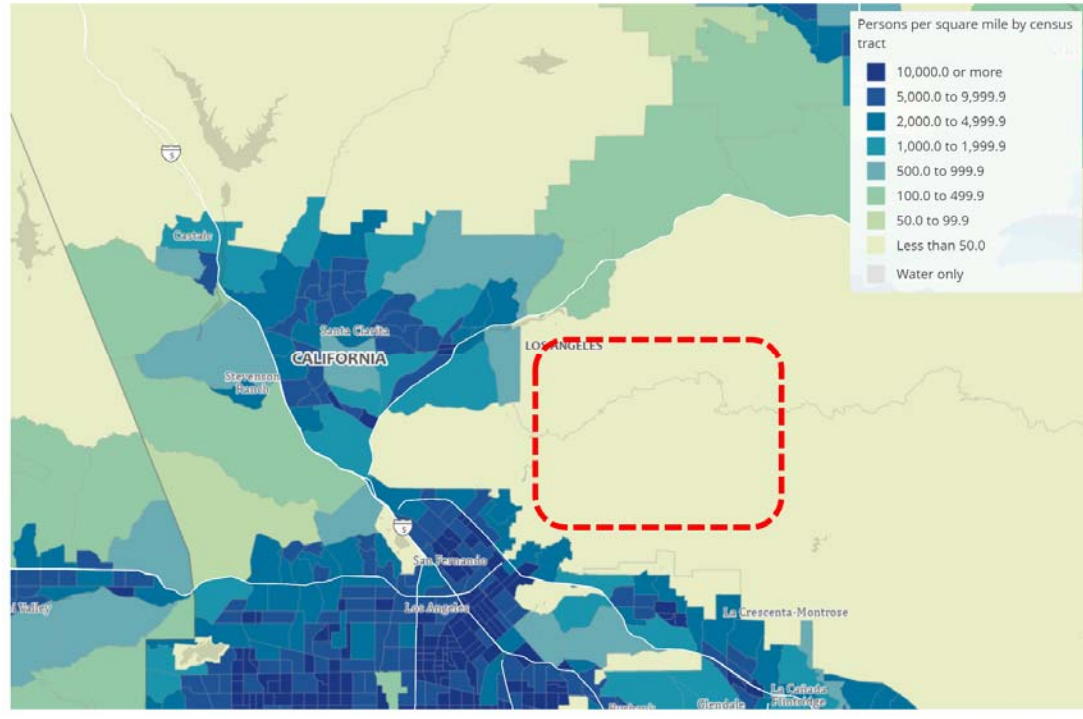 Persons per square mile by census
tract
10,000.0 or more
5,000.0 to 9,999.9
2,000.0 to 4,999.9
1,000.0 to 1,999.9
500.0 to 999.9
100.0 to 499.9
50.0 to 99.9
Less than 50.0
Water only
5
Castaic
Santa Clarita
LOS ANGELES
CALIFORNIA
Stevenson
Ranch
5
San Fernando
Los Angeles
Valley
La Crescenta-Montrose
La Cañada
Flintridge
Glendale
Burbank